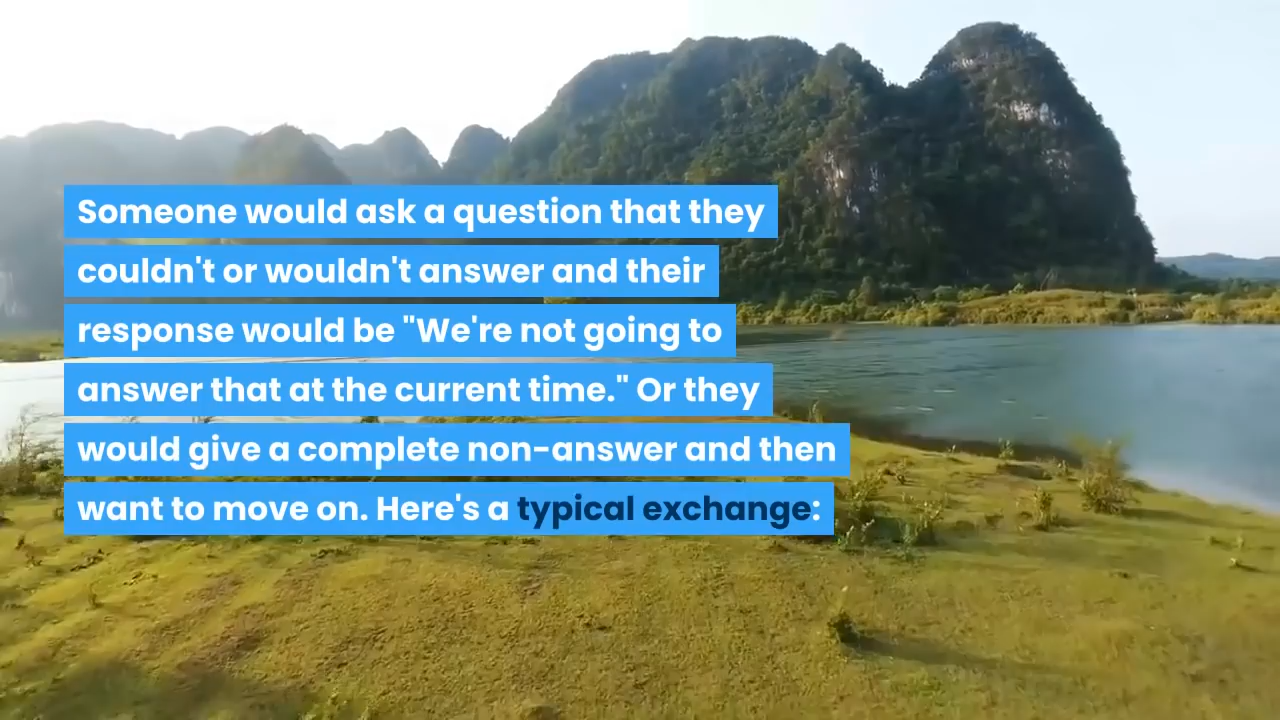 Someone would ask a question that they
couldn't or wouldn't answer and their
response would be "We're not going to
answer that at the current time." Or they
would give a complete non-answer and then
want to move on. Here's a typical exchange: